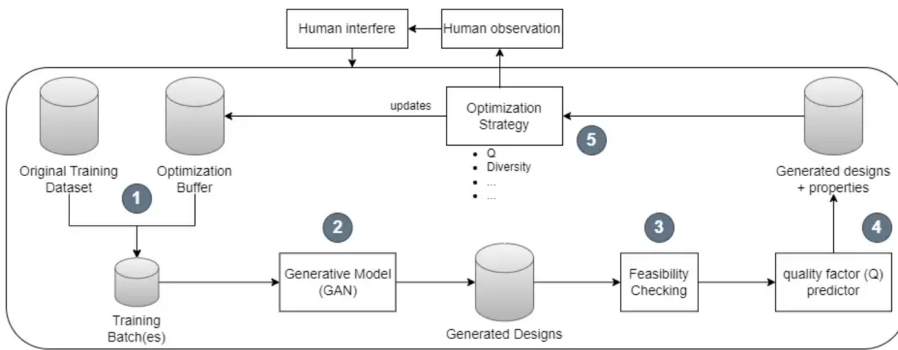 Human interfere
Human observation
updates
Optimization
Strategy
5
• Q
• Diversity
• ...
• ...
Original Training
Dataset
Optimization
Buffer
Generated designs
+ properties
1
2
3
4
Generative Model
(GAN)
Feasibility
Checking
quality factor (Q)
predictor
Training
Batch(es)
Generated Designs